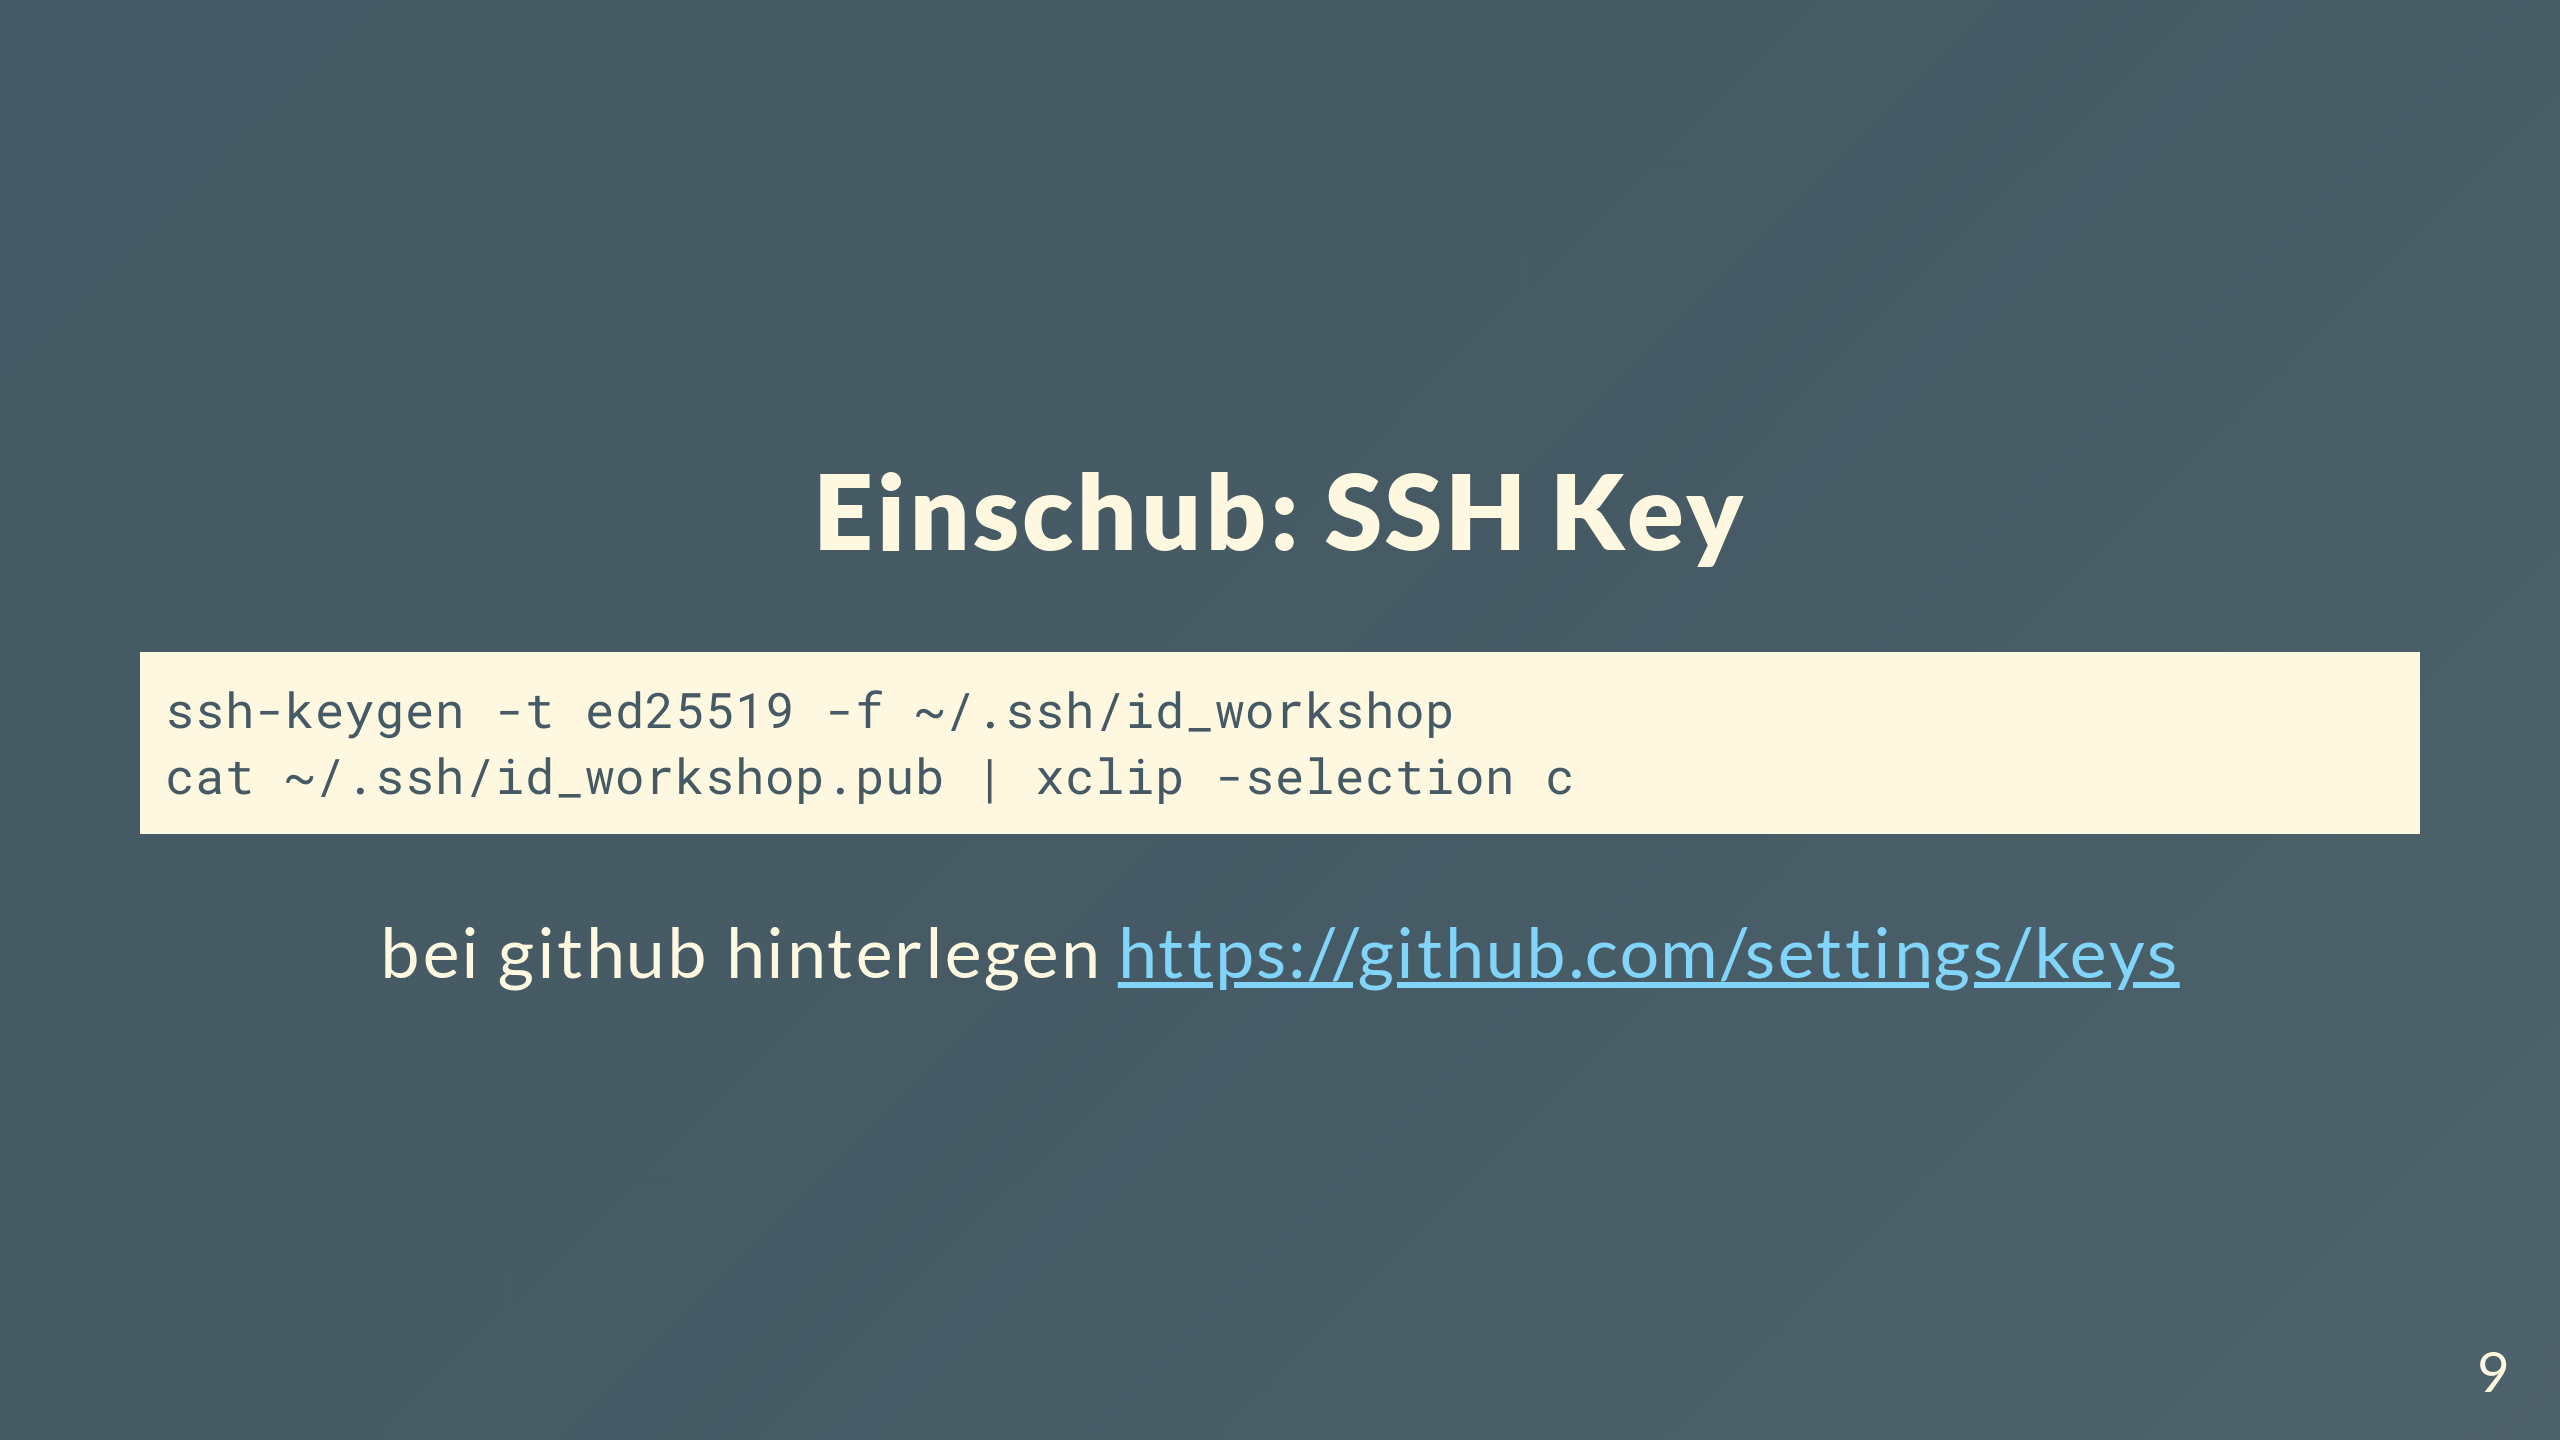 Einschub: SSH Key
ssh-keygen -t ed25519 -f ~/.ssh/id_workshop
cat ~/.ssh/id_workshop.pub | xclip -selection c
bei github hinterlegen https://github.com/settings/keys
9